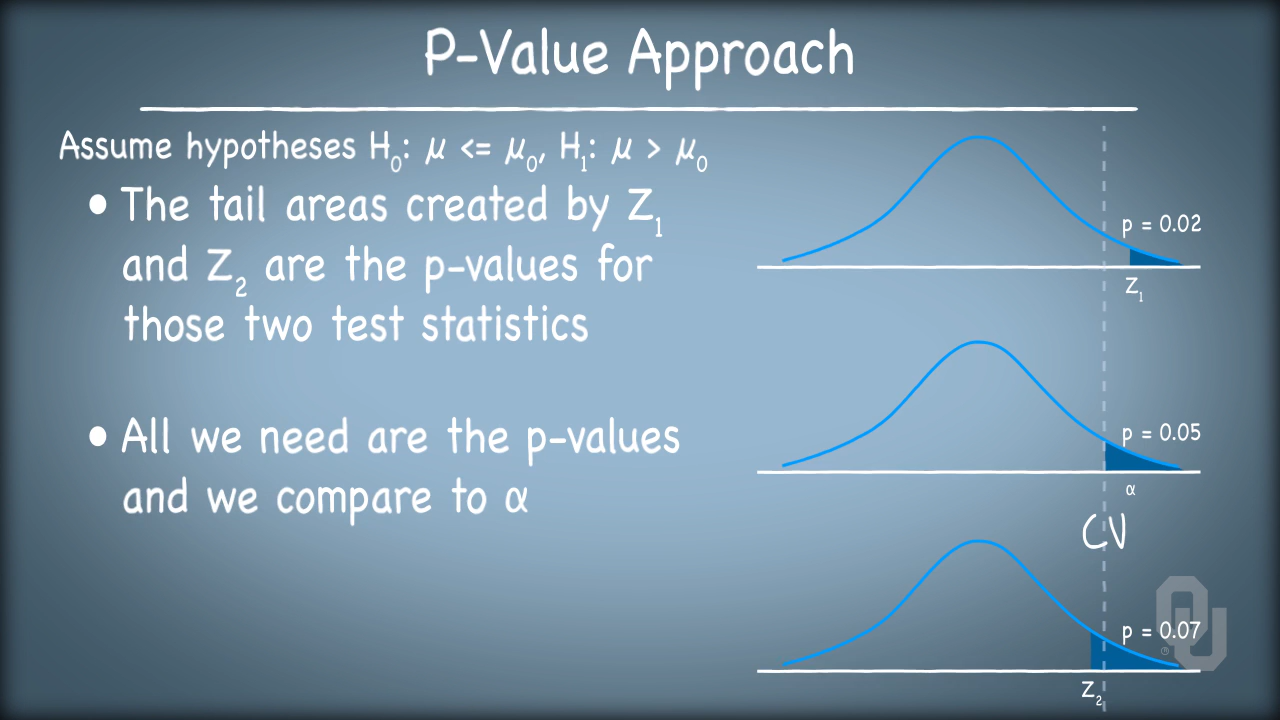 P-Value Approach
Assume hypotheses H₀: μ <= μ₀, H₁: μ > μ₀
• The tail areas created by Z₁
and Z₂ are the p-values for
those two test statistics
• All we need are the p-values
and we compare to α
p = 0.02
Z₁
p = 0.05
α
CV
p = 0.07
Z₂
OU
®